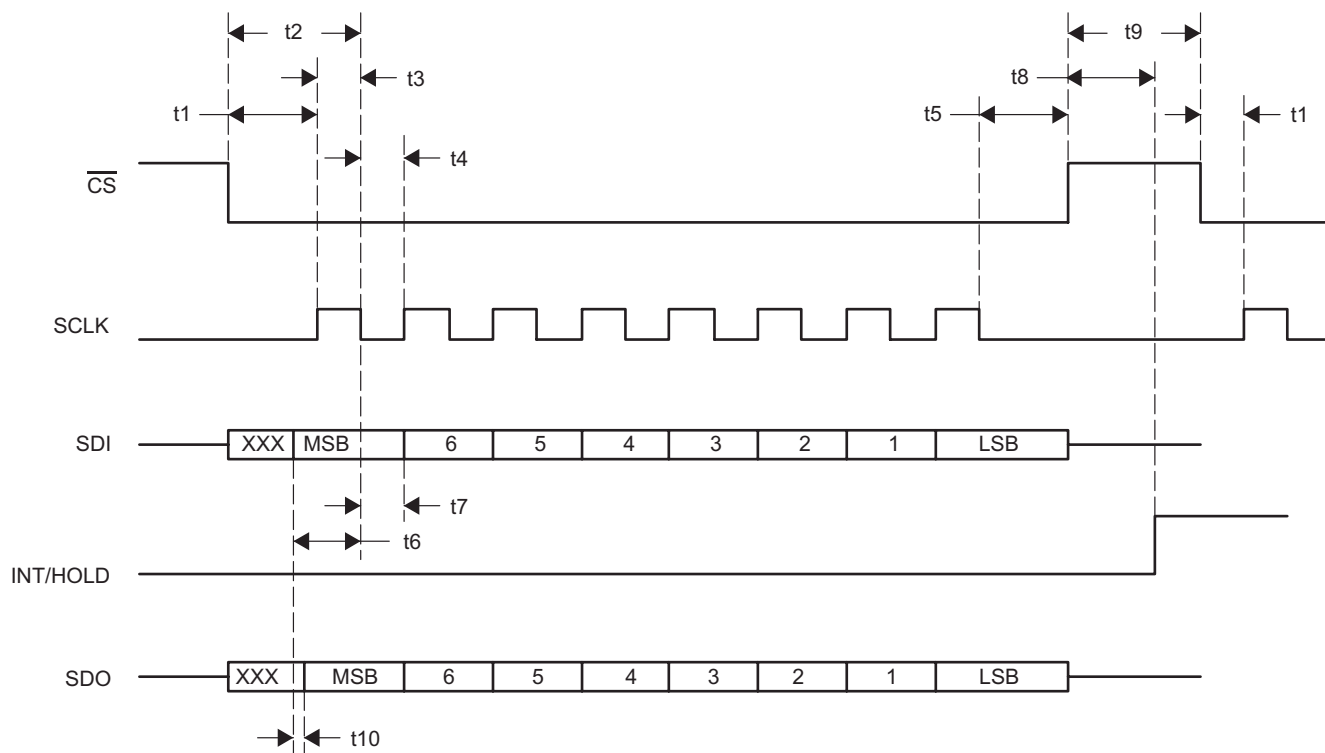 t2 t9
t3 t8
t1 t5 t1
t4
CS
SCLK
SDI XXX MSB 6 5 4 3 2 1 LSB
t7
t6
INT/HOLD
SDO XXX MSB 6 5 4 3 2 1 LSB
t10